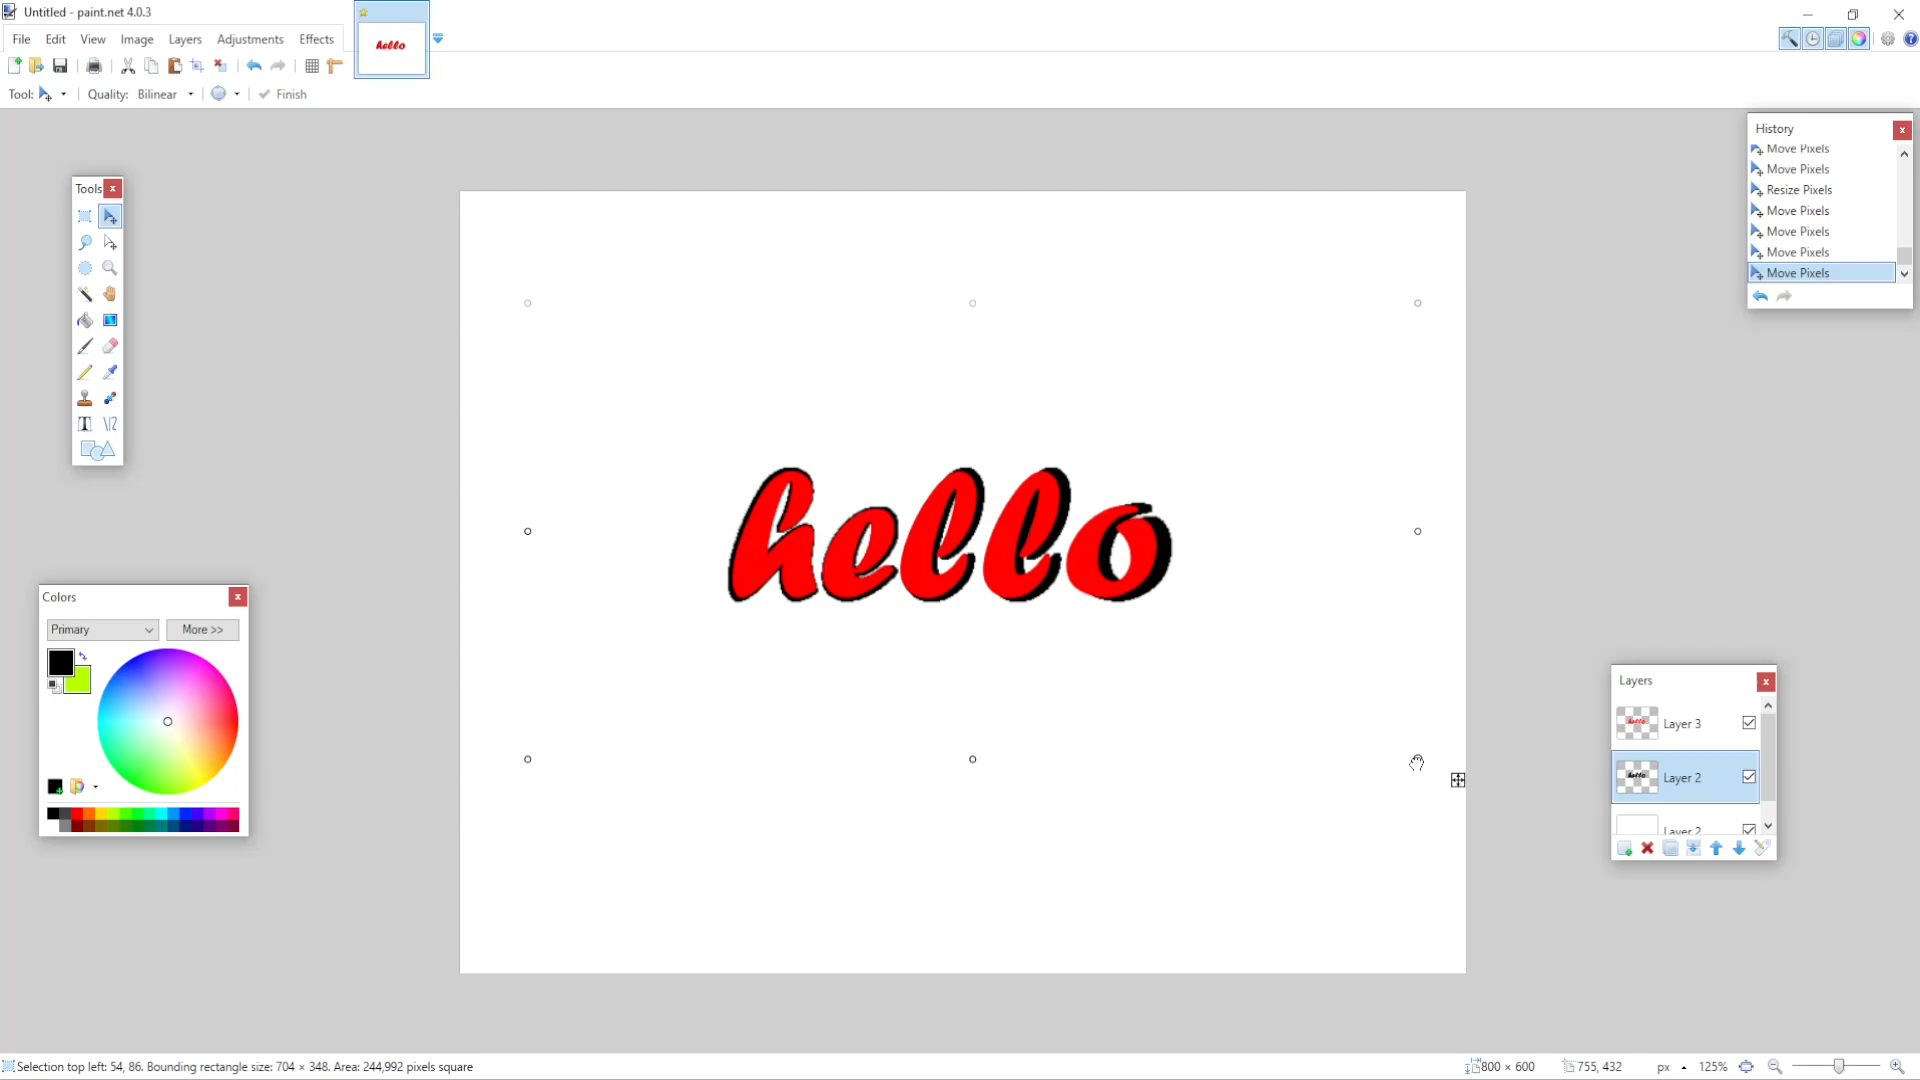 Untitled - paint.net 4.0.3
File Edit View Image Layers Adjustments Effects
hello
Tool: Quality: Bilinear Finish
Tools
History
Move Pixels
Move Pixels
Resize Pixels
Move Pixels
Move Pixels
Move Pixels
Move Pixels
hello
Colors
Primary More >>
Layers
Layer 3
Layer 2
Layer 2
Selection top left: 54, 86. Bounding rectangle size: 704 × 348. Area: 244,992 pixels square
800 × 600 755, 432 px 125%